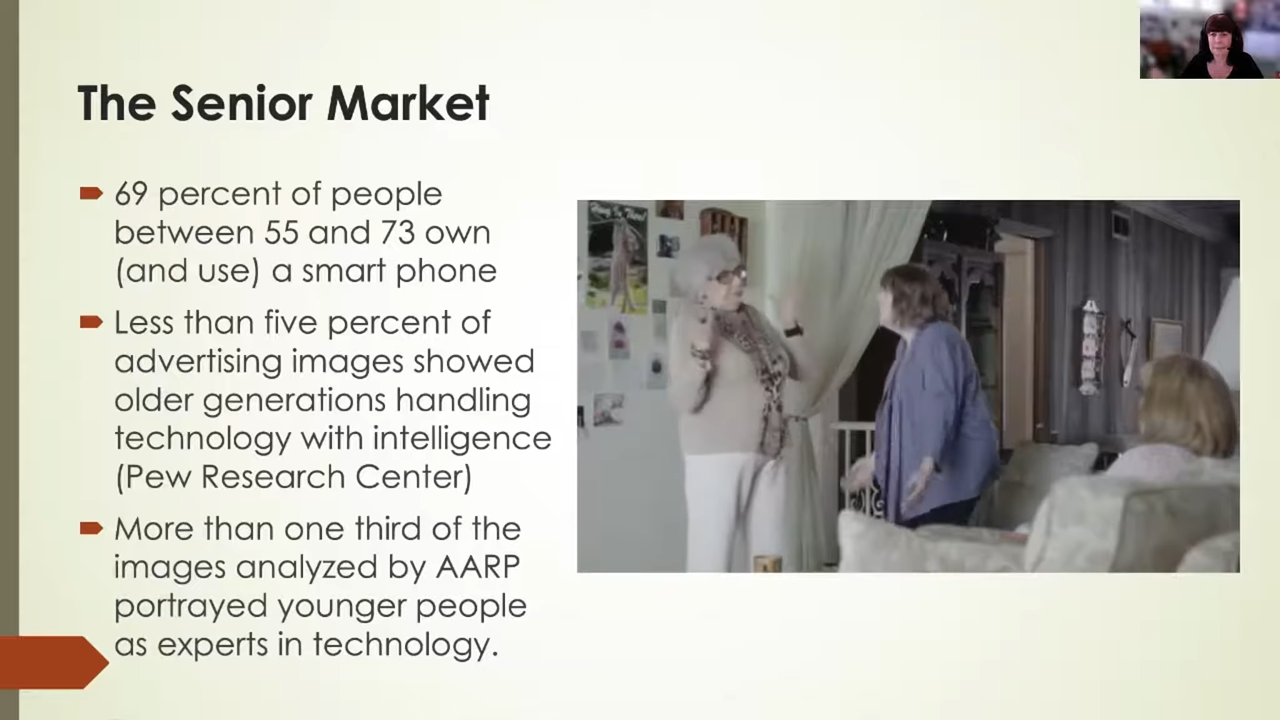 The Senior Market
69 percent of people
between 55 and 73 own
(and use) a smart phone
Less than five percent of
advertising images showed
older generations handling
technology with intelligence
(Pew Research Center)
More than one third of the
images analyzed by AARP
portrayed younger people
as experts in technology.